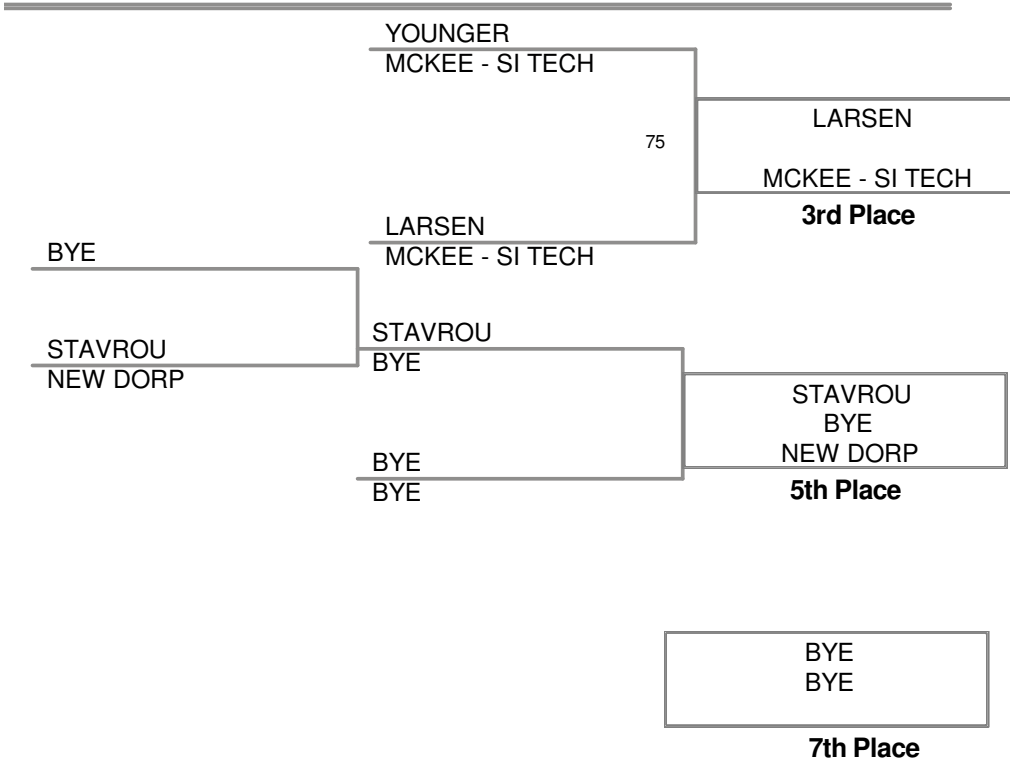 YOUNGER
MCKEE - SI TECH
75
LARSEN
MCKEE - SI TECH
3rd Place
LARSEN
MCKEE - SI TECH
BYE
STAVROU
NEW DORP
STAVROU
BYE
BYE
BYE
STAVROU
BYE
NEW DORP
5th Place
BYE
BYE
7th Place